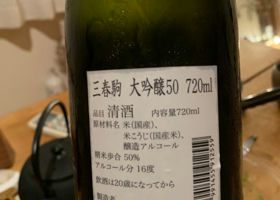 三春駒 大吟醸50 720ml
品目 清酒 内容量720ml
原材料名 米(国産)、
米こうじ(国産米)、
醸造アルコール
精米歩合 50%
アルコール分 16度
飲酒は20歳になってから
製造者